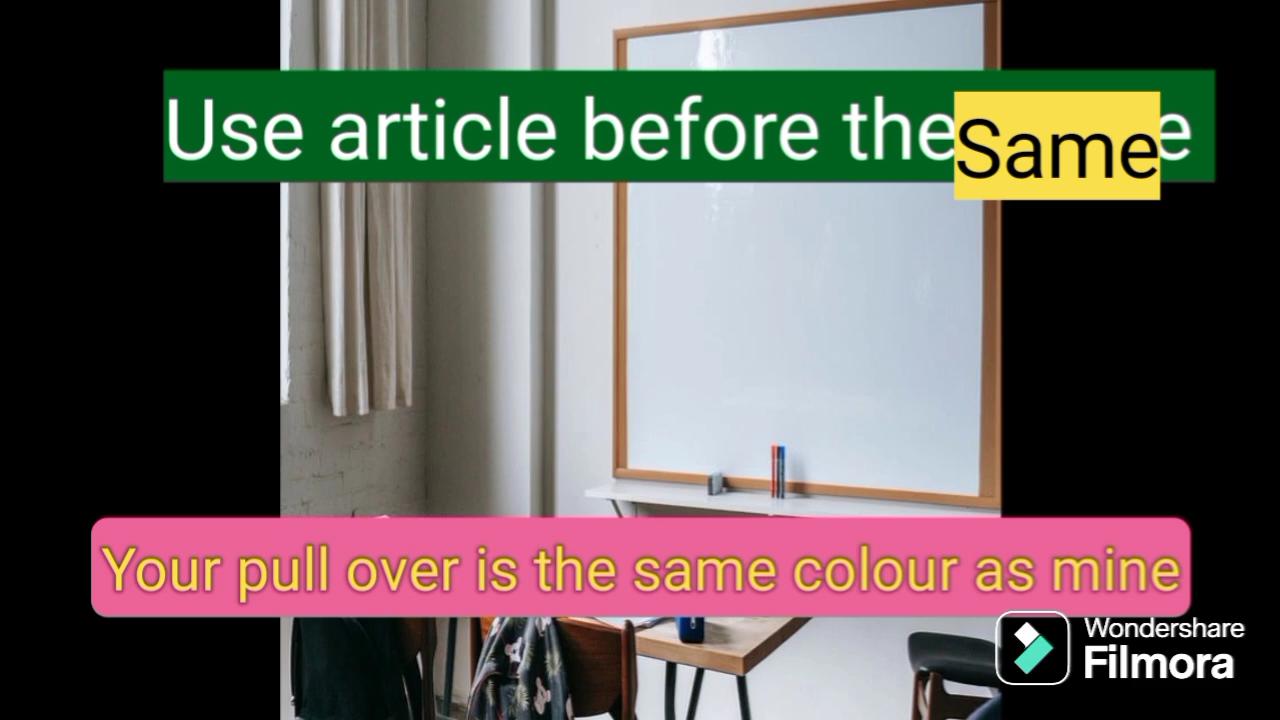 Use article before the Same
Your pull over is the same colour as mine
Wondershare
Filmora